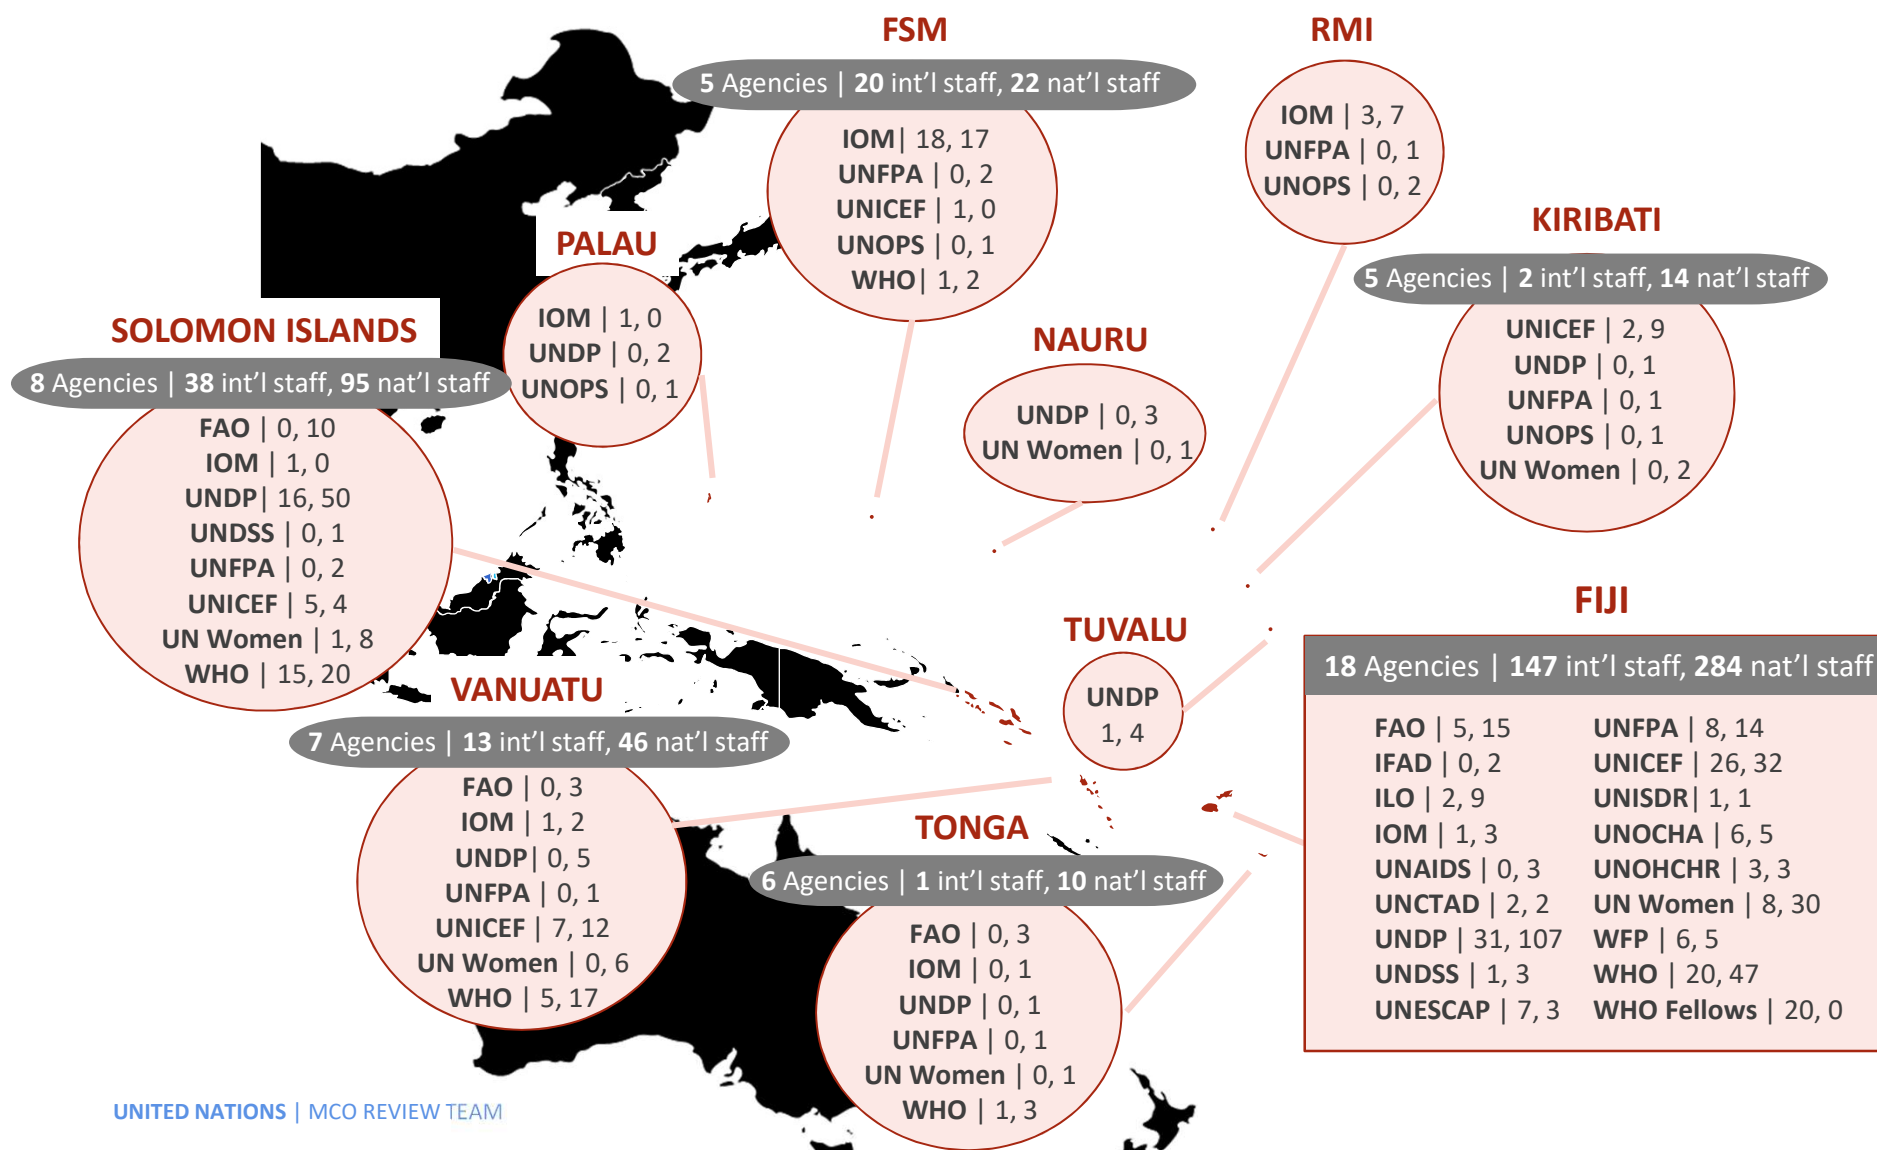 FSM
5 Agencies | 20 int'l staff, 22 nat'l staff
IOM| 18, 17
UNFPA | 0, 2
UNICEF | 1, 0
UNOPS | 0, 1
WHO| 1, 2
RMI
IOM | 3, 7
UNFPA | 0, 1
UNOPS | 0, 2
PALAU
IOM | 1, 0
UNDP | 0, 2
UNOPS | 0, 1
KIRIBATI
5 Agencies | 2 int'l staff, 14 nat'l staff
UNICEF | 2, 9
UNDP | 0, 1
UNFPA | 0, 1
UNOPS | 0, 1
UN Women | 0, 2
SOLOMON ISLANDS
8 Agencies | 38 int'l staff, 95 nat'l staff
FAO | 0, 10
IOM | 1, 0
UNDP| 16, 50
UNDSS | 0, 1
UNFPA | 0, 2
UNICEF | 5, 4
UN Women | 1, 8
WHO | 15, 20
NAURU
UNDP | 0, 3
UN Women | 0, 1
TUVALU
UNDP
1, 4
FIJI
18 Agencies | 147 int'l staff, 284 nat'l staff
FAO | 5, 15
IFAD | 0, 2
ILO | 2, 9
IOM | 1, 3
UNAIDS | 0, 3
UNCTAD | 2, 2
UNDP | 31, 107
UNDSS | 1, 3
UNESCAP | 7, 3
UNFPA | 8, 14
UNICEF | 26, 32
UNISDR| 1, 1
UNOCHA | 6, 5
UNOHCHR | 3, 3
UN Women | 8, 30
WFP | 6, 5
WHO | 20, 47
WHO Fellows | 20, 0
VANUATU
7 Agencies | 13 int'l staff, 46 nat'l staff
FAO | 0, 3
IOM | 1, 2
UNDP| 0, 5
UNFPA | 0, 1
UNICEF | 7, 12
UN Women | 0, 6
WHO | 5, 17
TONGA
6 Agencies | 1 int'l staff, 10 nat'l staff
FAO | 0, 3
IOM | 0, 1
UNDP | 0, 1
UNFPA | 0, 1
UN Women | 0, 1
WHO | 1, 3
UNITED NATIONS | MCO REVIEW TEAM